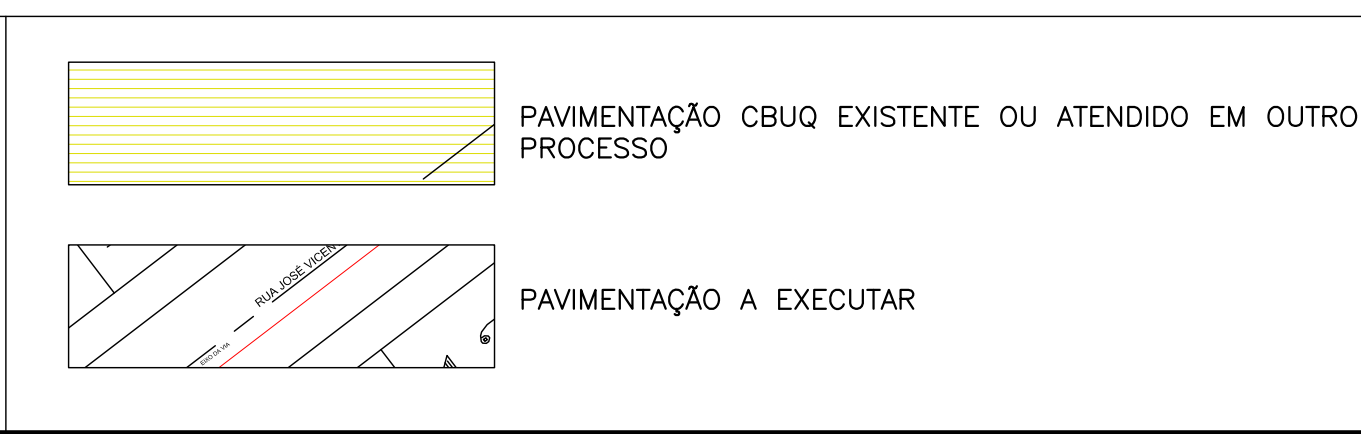 PAVIMENTAÇÃO CBUQ EXISTENTE OU ATENDIDO EM OUTRO
PROCESSO
RUA JOSÉ VICEN
EIXO DA VIA
PAVIMENTAÇÃO A EXECUTAR